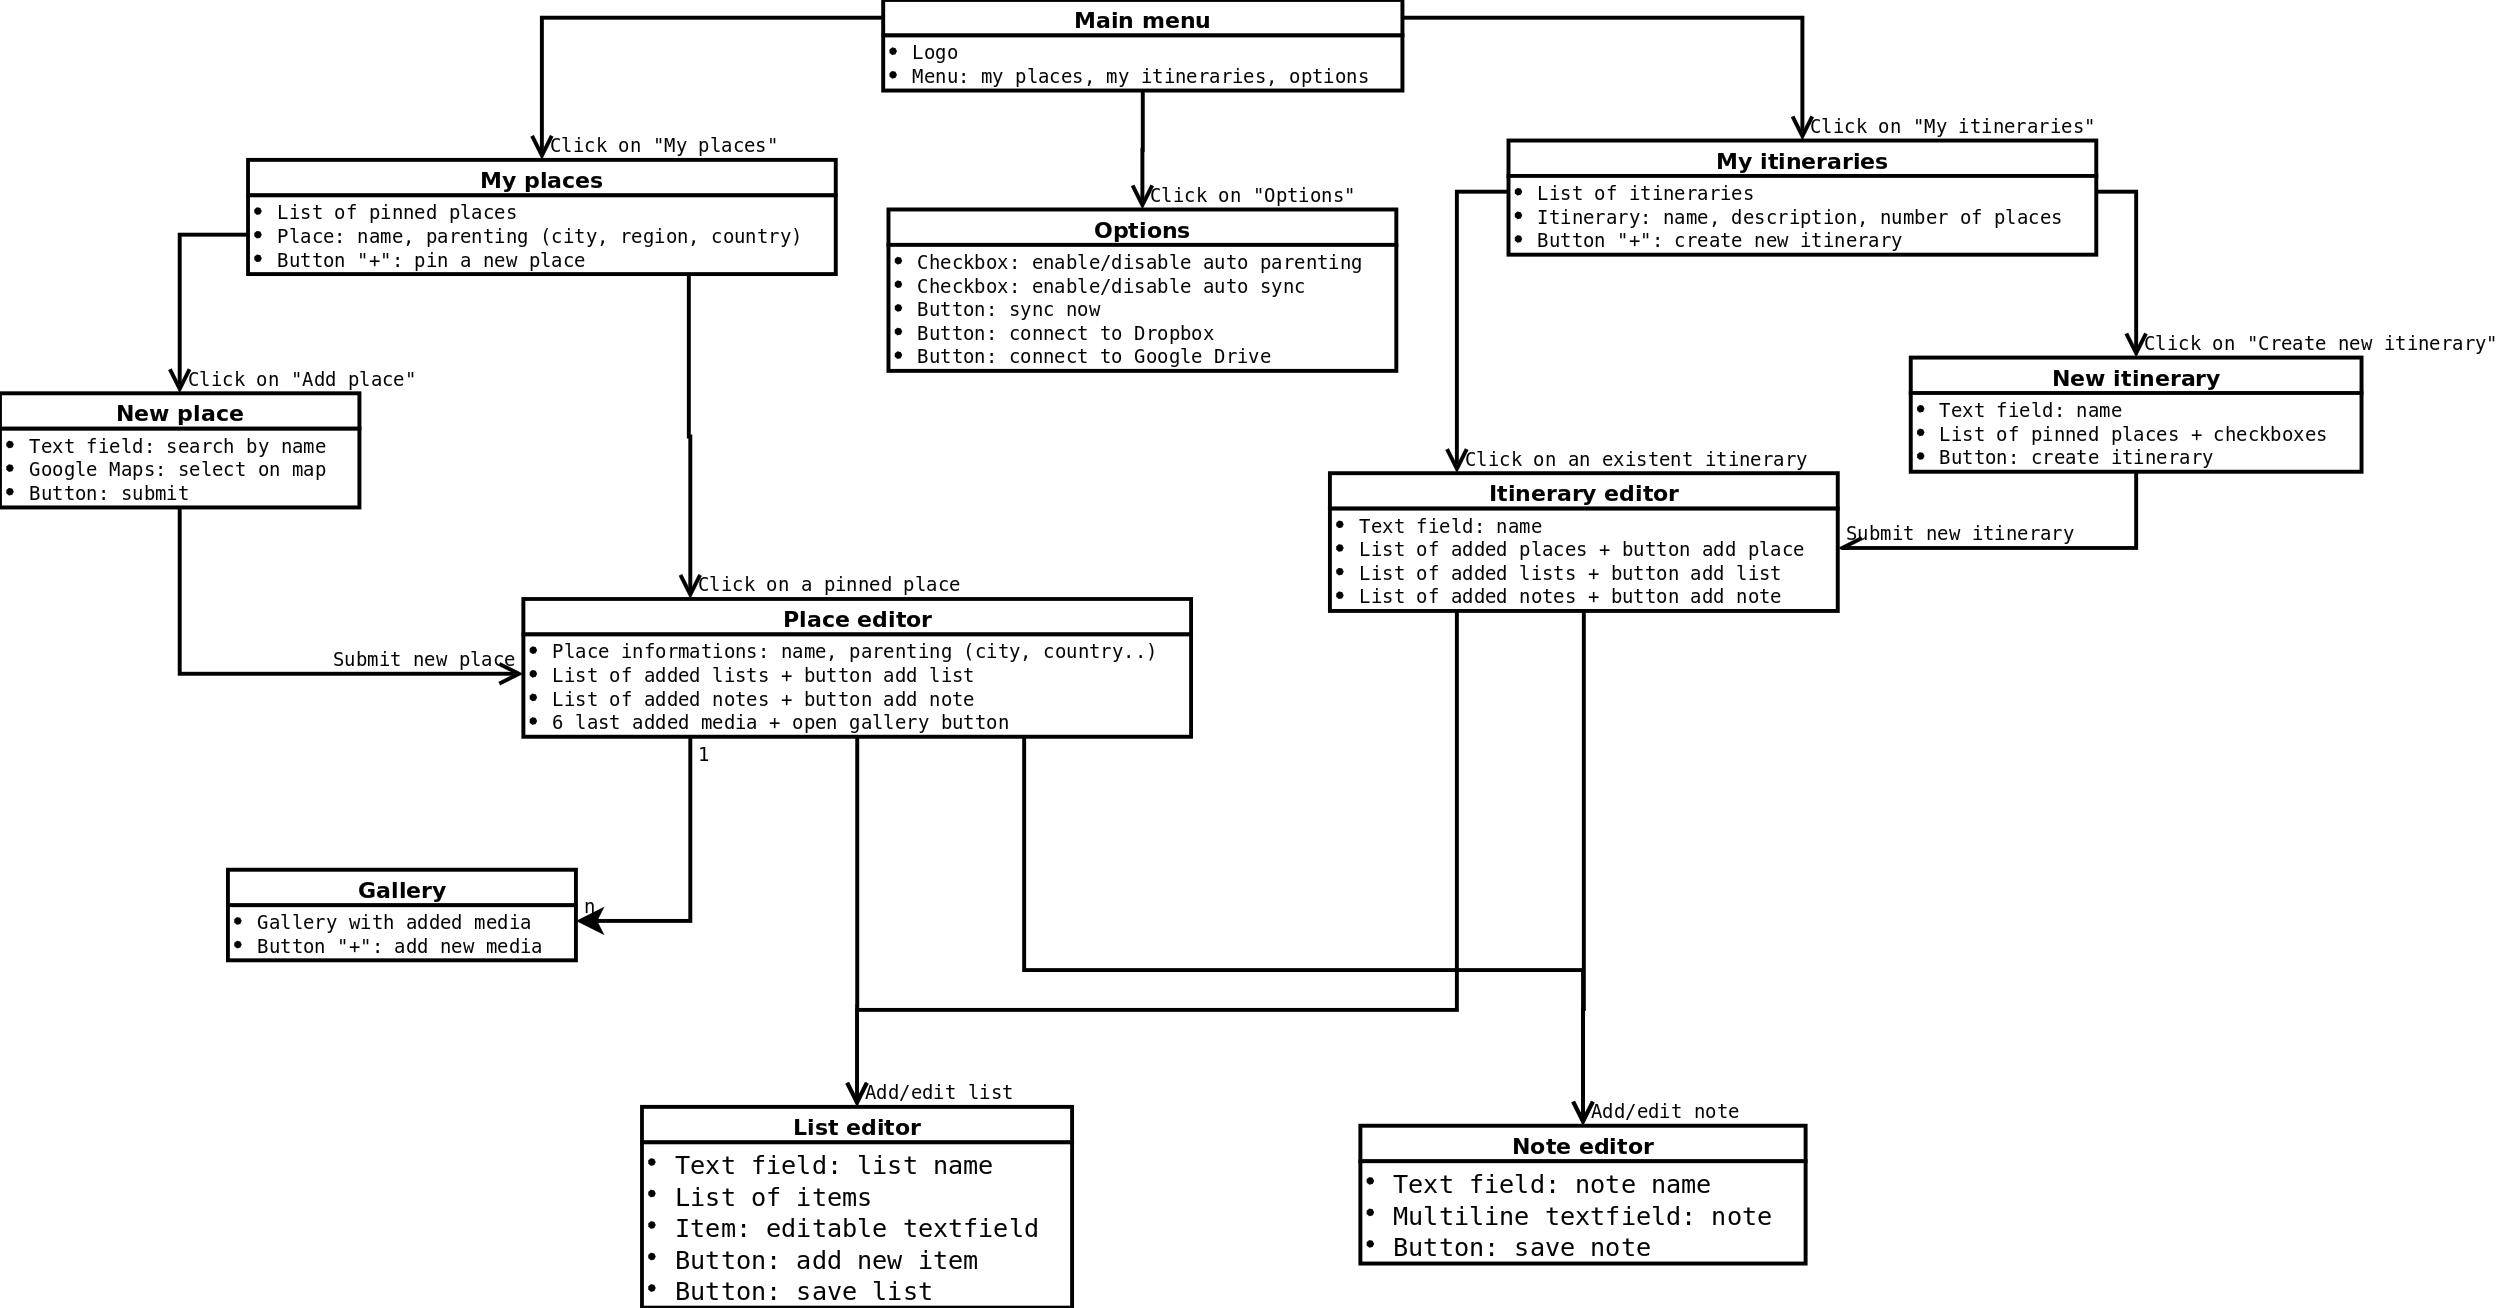 Main menu
Logo
Menu: my places, my itineraries, options
Click on "My places"
My places
List of pinned places
Place: name, parenting (city, region, country)
Button "+": pin a new place
Click on "Options"
Options
Checkbox: enable/disable auto parenting
Checkbox: enable/disable auto sync
Button: sync now
Button: connect to Dropbox
Button: connect to Google Drive
Click on "My itineraries"
My itineraries
List of itineraries
Itinerary: name, description, number of places
Button "+": create new itinerary
Click on "Add place"
New place
Text field: search by name
Google Maps: select on map
Button: submit
Click on "Create new itinerary"
New itinerary
Text field: name
List of pinned places + checkboxes
Button: create itinerary
Click on an existent itinerary
Itinerary editor
Text field: name
List of added places + button add place
List of added lists + button add list
List of added notes + button add note
Submit new itinerary
Click on a pinned place
Place editor
Place informations: name, parenting (city, country..)
List of added lists + button add list
List of added notes + button add note
6 last added media + open gallery button
Submit new place
1
n
Gallery
Gallery with added media
Button "+": add new media
Add/edit list
List editor
Text field: list name
List of items
Item: editable textfield
Button: add new item
Button: save list
Add/edit note
Note editor
Text field: note name
Multiline textfield: note
Button: save note